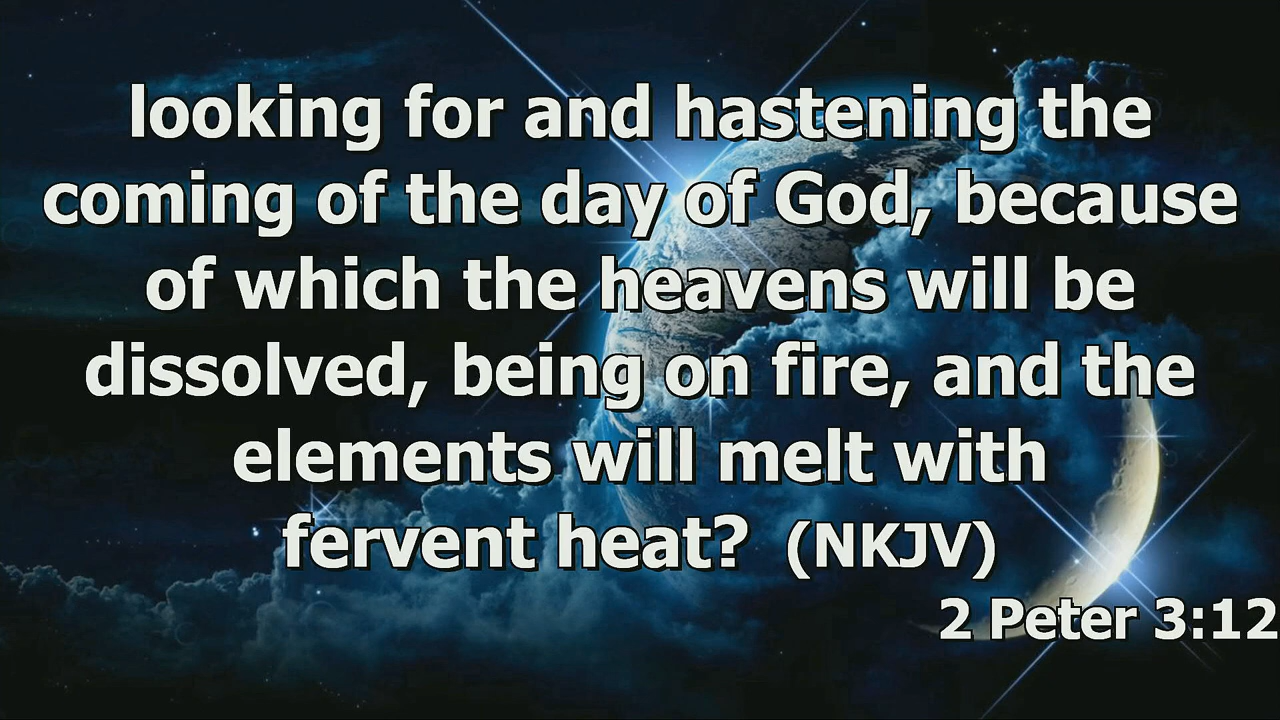 looking for and hastening the
coming of the day of God, because
of which the heavens will be
dissolved, being on fire, and the
elements will melt with
fervent heat? (NKJV)
2 Peter 3:12